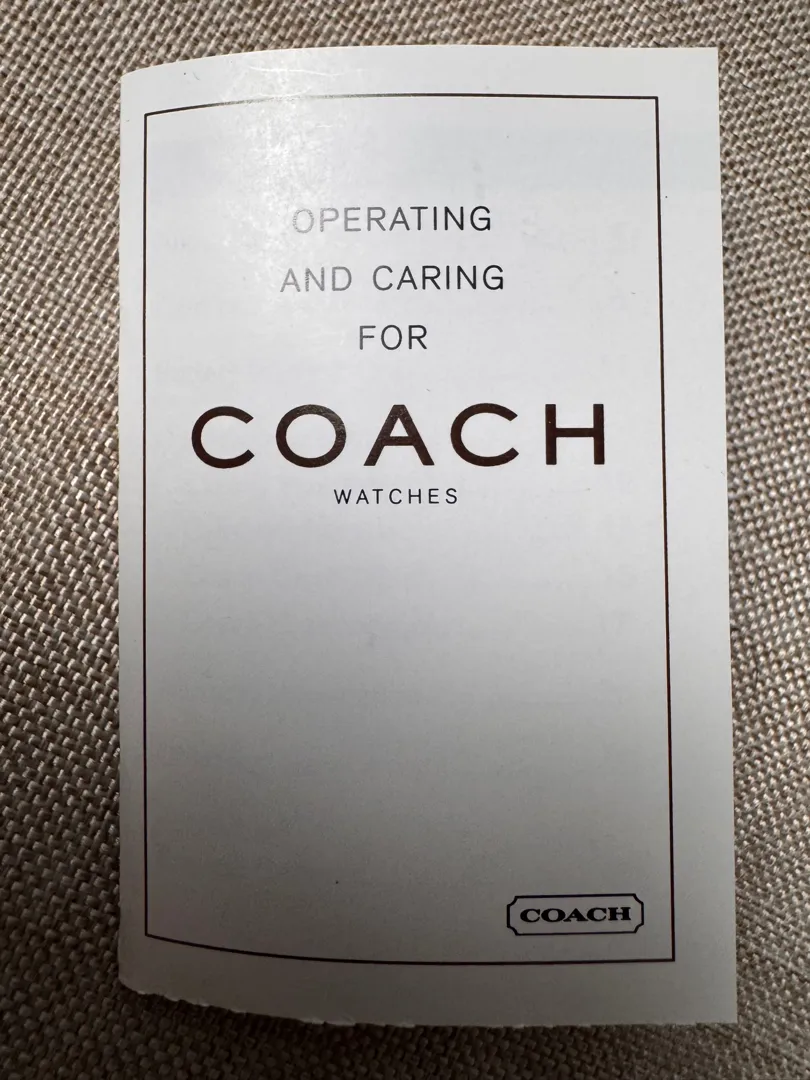 OPERATING
AND CARING
FOR
COACH
WATCHES
COACH